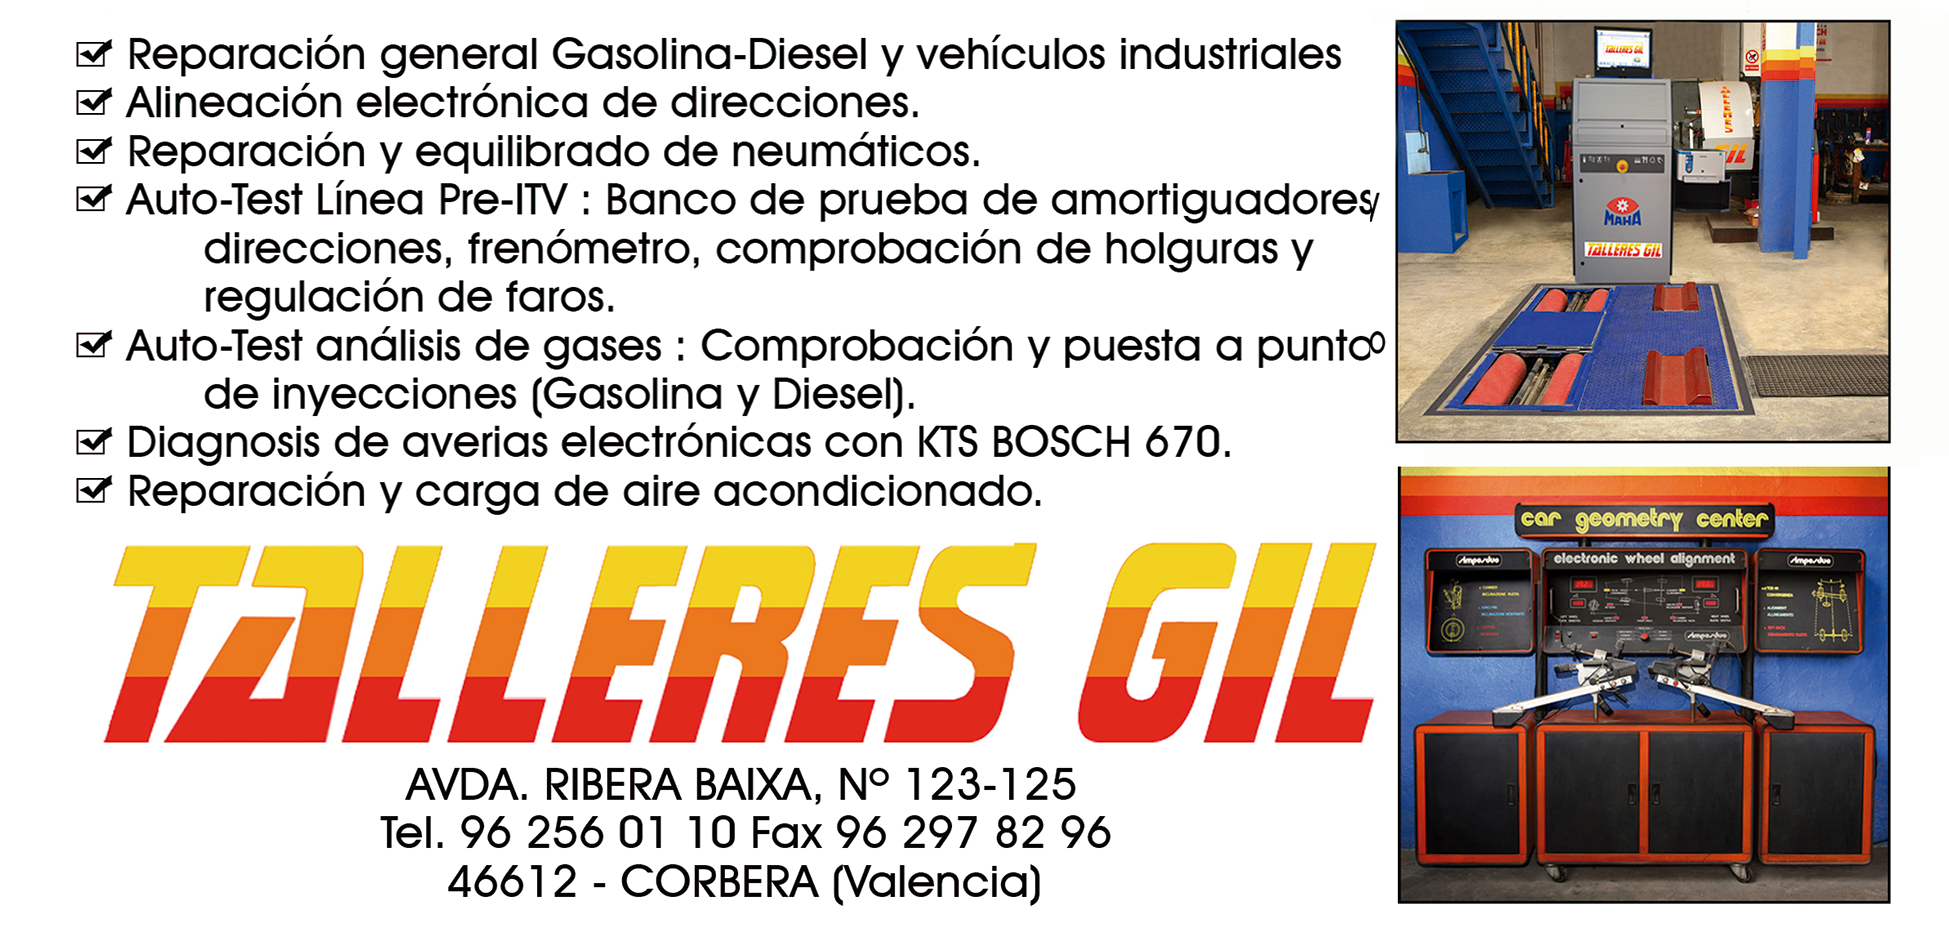 Reparación general Gasolina-Diesel y vehículos industriales
Alineación electrónica de direcciones.
Reparación y equilibrado de neumáticos.
Auto-Test Línea Pre-ITV : Banco de prueba de amortiguadores,
direcciones, frenómetro, comprobación de holguras y
regulación de faros.
Auto-Test análisis de gases : Comprobación y puesta a punto
de inyecciones (Gasolina y Diesel).
Diagnosis de averias electrónicas con KTS BOSCH 670.
Reparación y carga de aire acondicionado.
TALLERES GIL
AVDA. RIBERA BAIXA, Nº 123-125
Tel. 96 256 01 10 Fax 96 297 82 96
46612 - CORBERA (Valencia)
TALLERES GIL
MAHA
TALLERES GIL
car geometry center
electronic wheel alignment